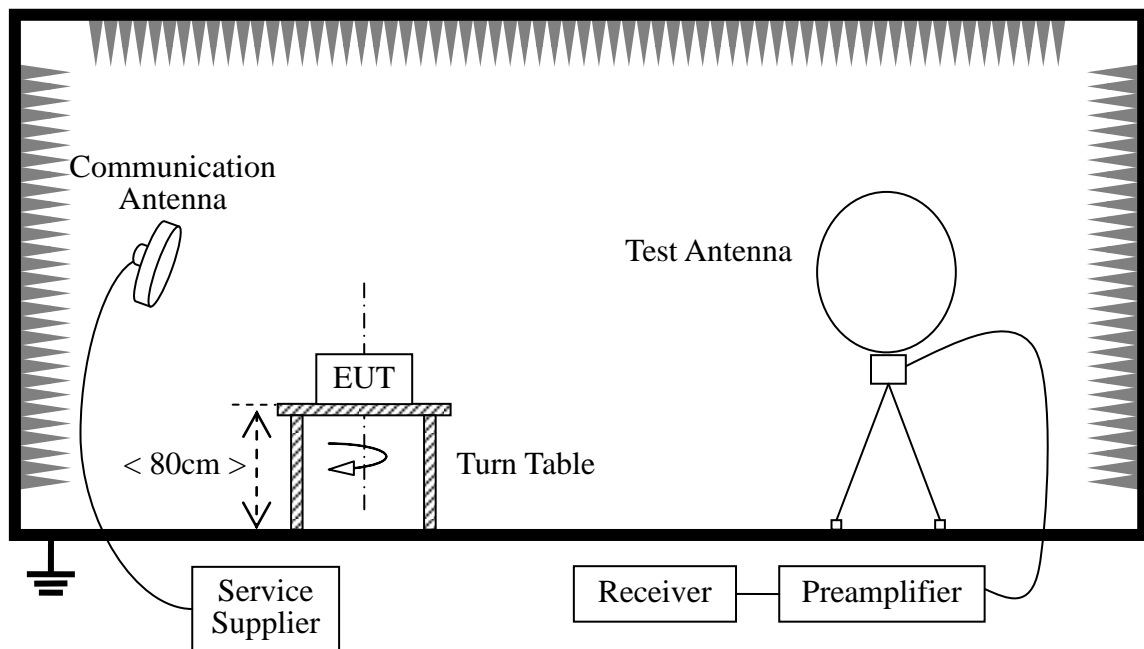 Communication
Antenna
Test Antenna
EUT
< 80cm >
Turn Table
Service
Supplier
Receiver
Preamplifier